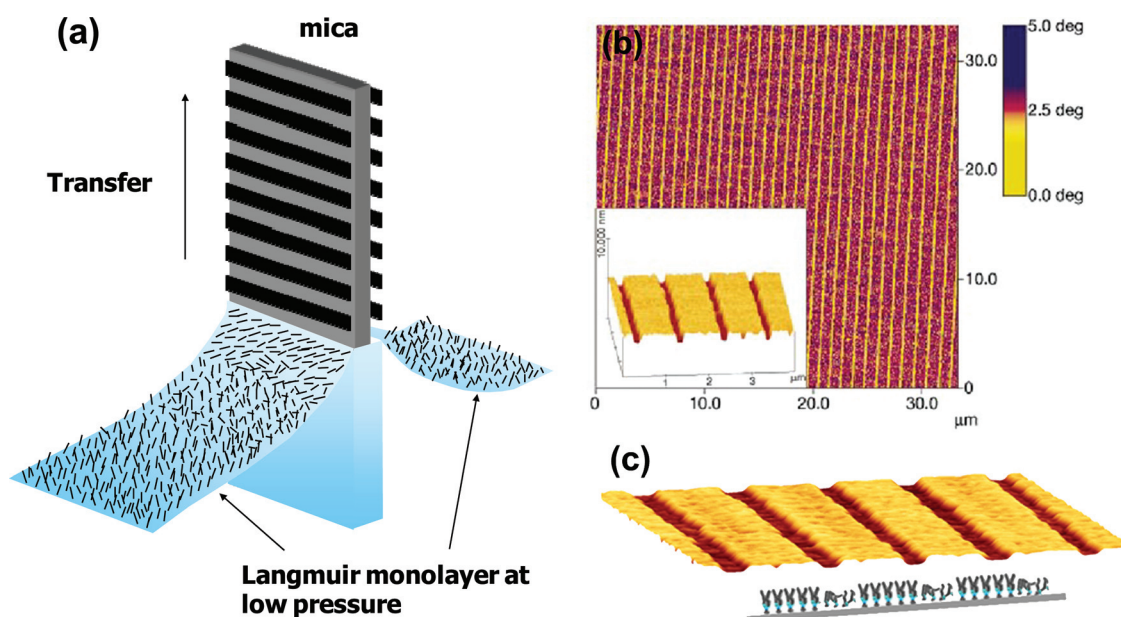 (a)
mica
Transfer
Langmuir monolayer at
low pressure
(b)
5.0 deg
2.5 deg
0.0 deg
30.0
20.0
10.0
0
0
10.0
20.0
30.0
µm
10.000 nm
1
2
3
µm
(c)